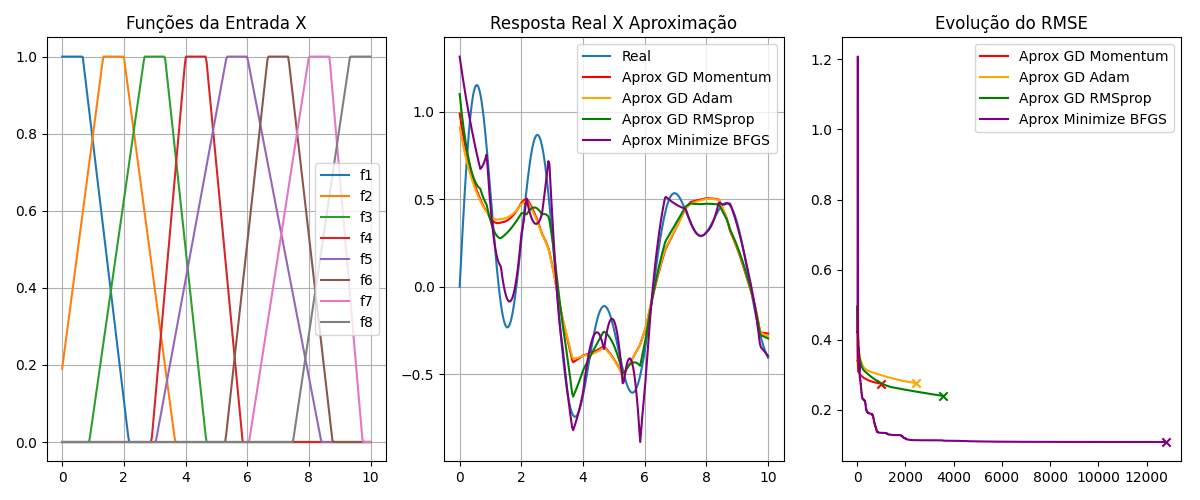 Funções da Entrada X
1.0
0.8
0.6
0.4
0.2
0.0
0 2 4 6 8 10
f1
f2
f3
f4
f5
f6
f7
f8
Resposta Real X Aproximação
1.0
0.5
0.0
−0.5
0 2 4 6 8 10
Real
Aprox GD Momentum
Aprox GD Adam
Aprox GD RMSprop
Aprox Minimize BFGS
Evolução do RMSE
1.2
1.0
0.8
0.6
0.4
0.2
0 2000 4000 6000 8000 10000 12000
Aprox GD Momentum
Aprox GD Adam
Aprox GD RMSprop
Aprox Minimize BFGS